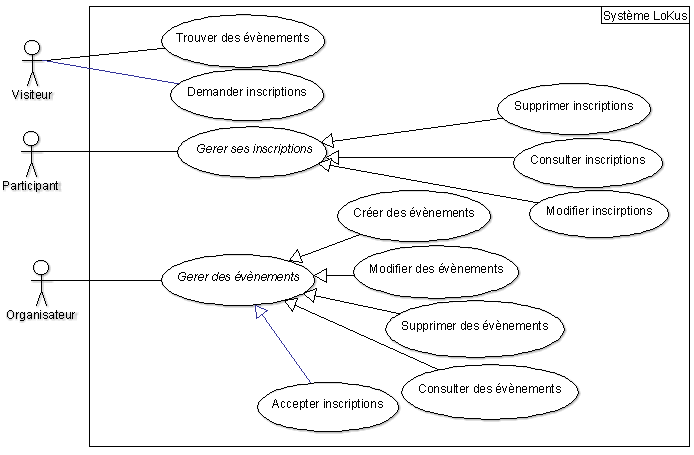 Système LoKus
Trouver des évènements
Demander inscriptions
Visiteur
Supprimer inscriptions
Gerer ses inscriptions
Consulter inscriptions
Participant
Modifier inscirptions
Créer des évènements
Modifier des évènements
Gerer des évènements
Organisateur
Supprimer des évènements
Consulter des évènements
Accepter inscriptions